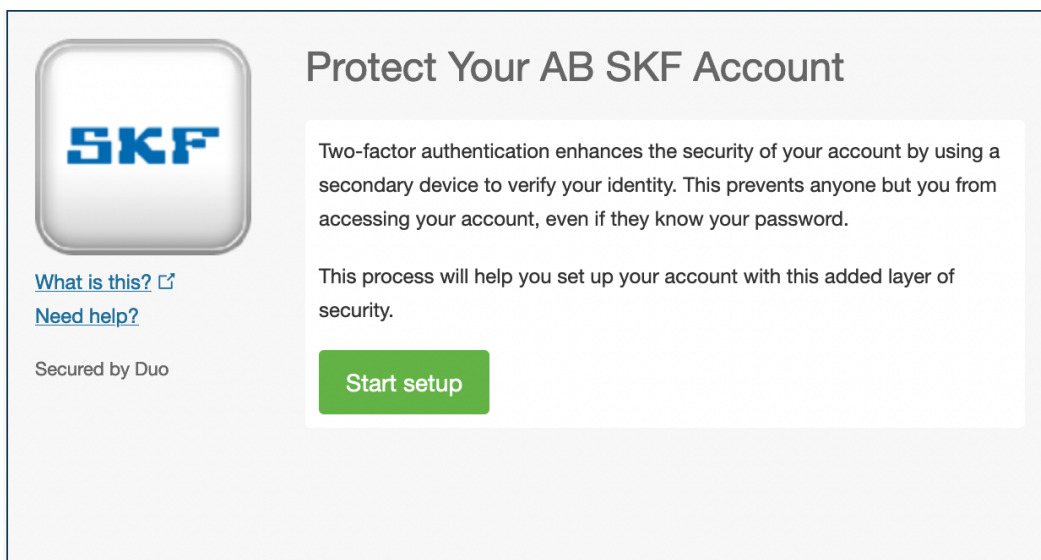 SKF
Protect Your AB SKF Account
Two-factor authentication enhances the security of your account by using a
secondary device to verify your identity. This prevents anyone but you from
accessing your account, even if they know your password.
This process will help you set up your account with this added layer of
security.
Start setup
What is this?
Need help?
Secured by Duo